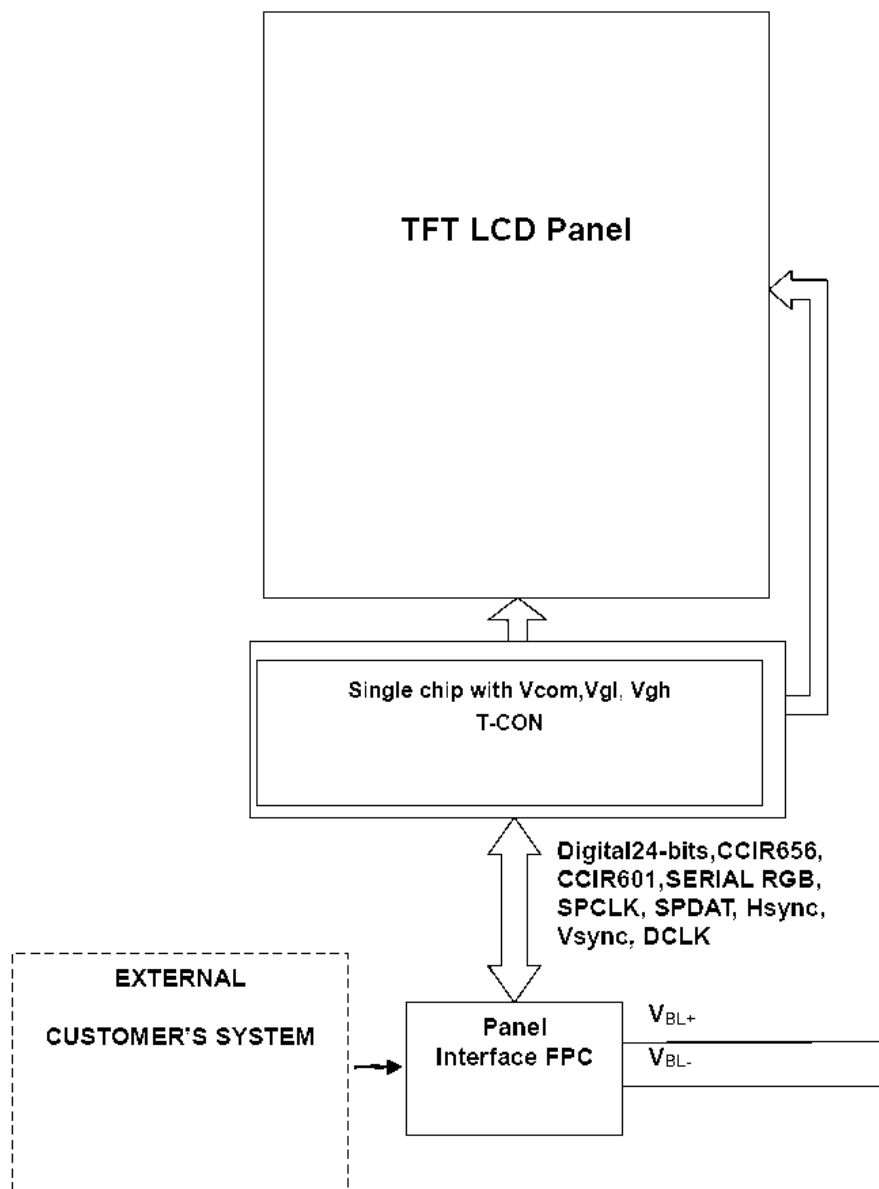 TFT LCD Panel
Single chip with Vcom,Vgl, Vgh
T-CON
Digital24-bits,CCIR656,
CCIR601,SERIAL RGB,
SPCLK, SPDAT, Hsync,
Vsync, DCLK
EXTERNAL
CUSTOMER'S SYSTEM
Panel
Interface FPC
VBL+
VBL-